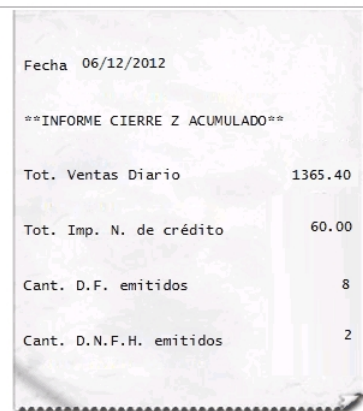 Fecha 06/12/2012
**INFORME CIERRE Z ACUMULADO**
Tot. Ventas Diario 1365.40
Tot. Imp. N. de crédito 60.00
Cant. D.F. emitidos 8
Cant. D.N.F.H. emitidos 2